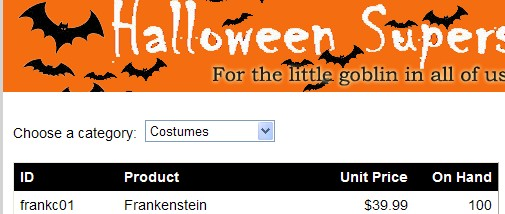 Halloween Supers
For the little goblin in all of us
Choose a category: Costumes
ID Product Unit Price On Hand
frankc01 Frankenstein $39.99 100